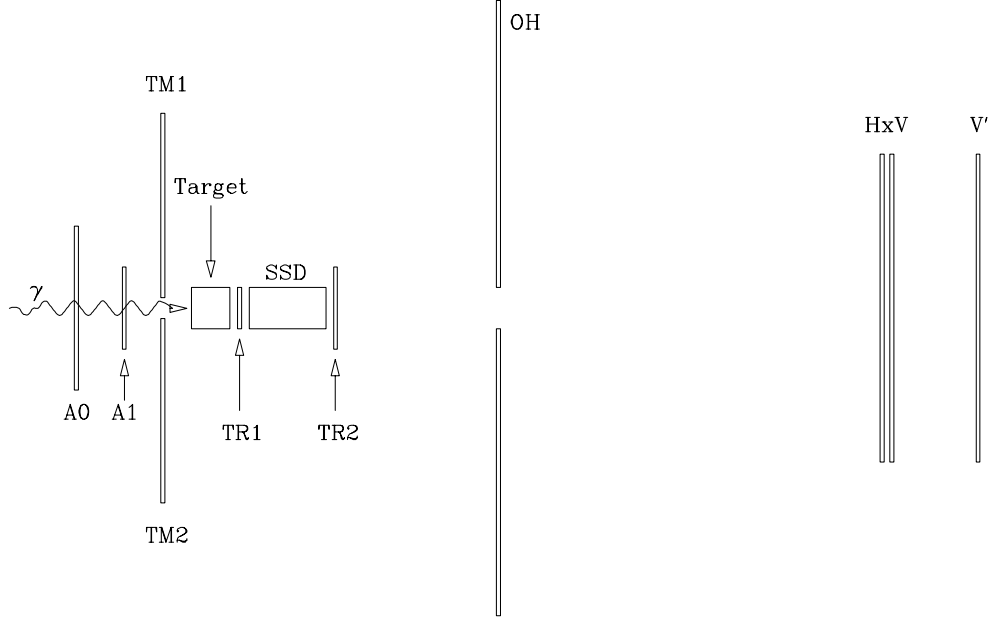 OH
TM1
HxV
V′
Target
SSD
γ
A0
A1
TR1
TR2
TM2